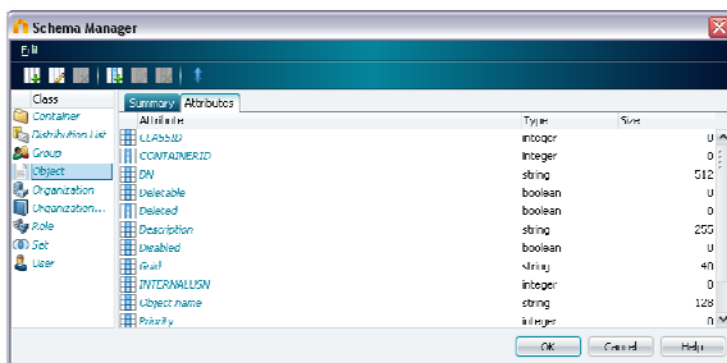 Schema Manager
Edit
Class
Container
Distribution List
Group
Object
Organization
Organization...
Role
Set
User
Summary Attributes
Attribute Type Size
CLASSID integer 0
CONTAINERID integer 0
DN string 512
Deletable boolean 0
Deleted boolean 0
Description string 255
Disabled boolean 0
Guid string 40
INTERNALUSN integer 0
Object name string 128
Priority integer 0
OK Cancel Help